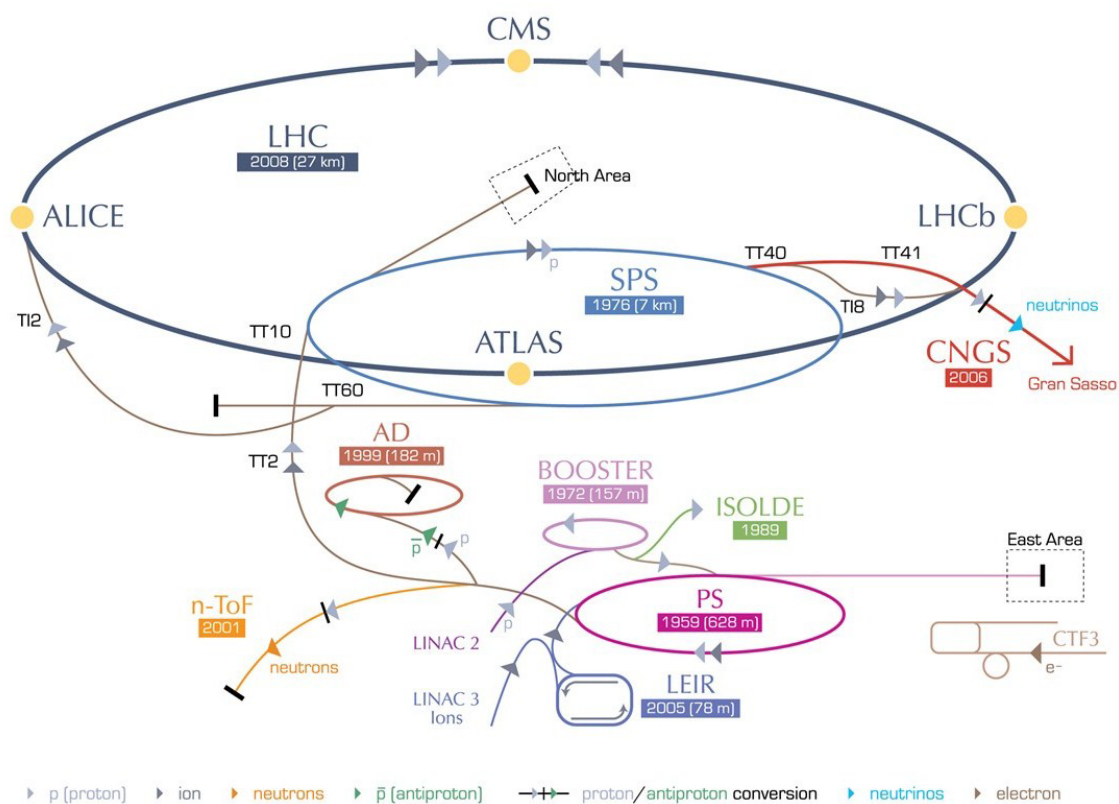 CMS
LHC
2008 (27 km)
North Area
ALICE
LHCb
TT40
TT41
SPS
1976 (7 km)
TI8
TI2
TT10
neutrinos
ATLAS
CNGS
2006
Gran Sasso
p
TT60
AD
1999 (182 m)
TT2
BOOSTER
1972 (157 m)
ISOLDE
1989
p̅
p
East Area
n-ToF
2001
PS
1959 (628 m)
LINAC 2
p
neutrons
CTF3
e-
LEIR
2005 (78 m)
LINAC 3
Ions
p (proton)
ion
neutrons
p̅ (antiproton)
proton/antiproton conversion
neutrinos
electron